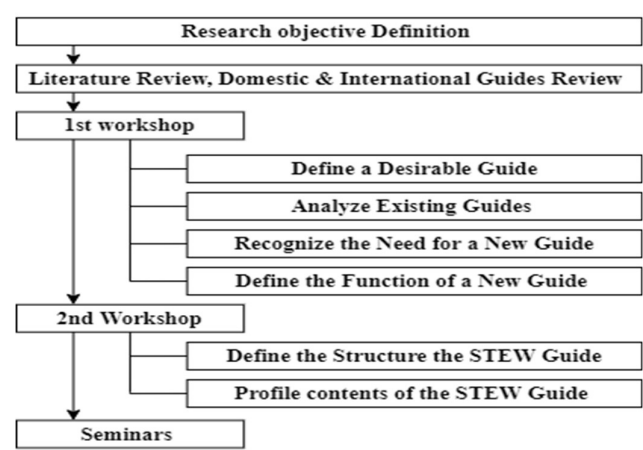 Research objective Definition
Literature Review, Domestic & International Guides Review
1st workshop
Define a Desirable Guide
Analyze Existing Guides
Recognize the Need for a New Guide
Define the Function of a New Guide
2nd Workshop
Define the Structure the STEW Guide
Profile contents of the STEW Guide
Seminars